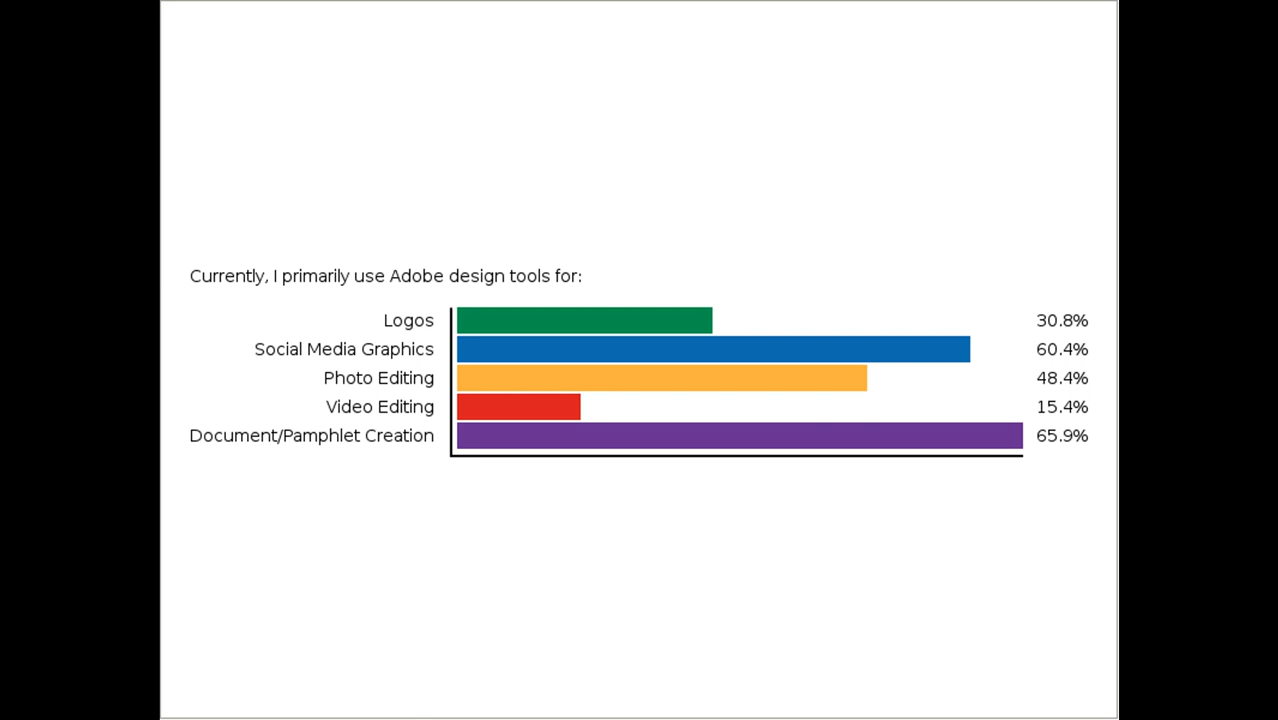 Currently, I primarily use Adobe design tools for:
Logos 30.8%
Social Media Graphics 60.4%
Photo Editing 48.4%
Video Editing 15.4%
Document/Pamphlet Creation 65.9%